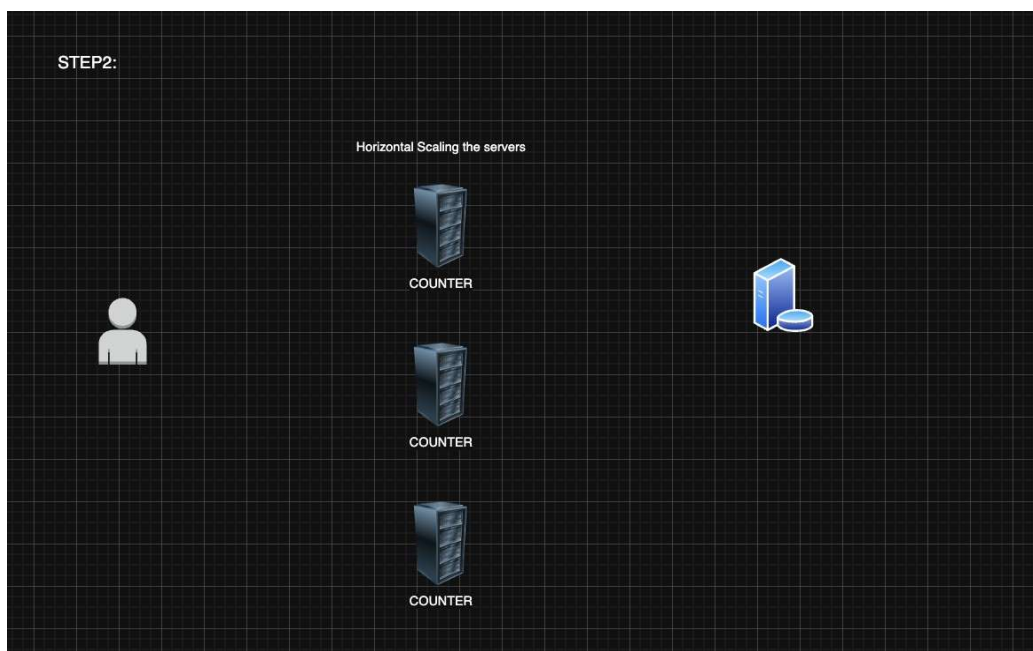 STEP2:
Horizontal Scaling the servers
COUNTER
COUNTER
COUNTER